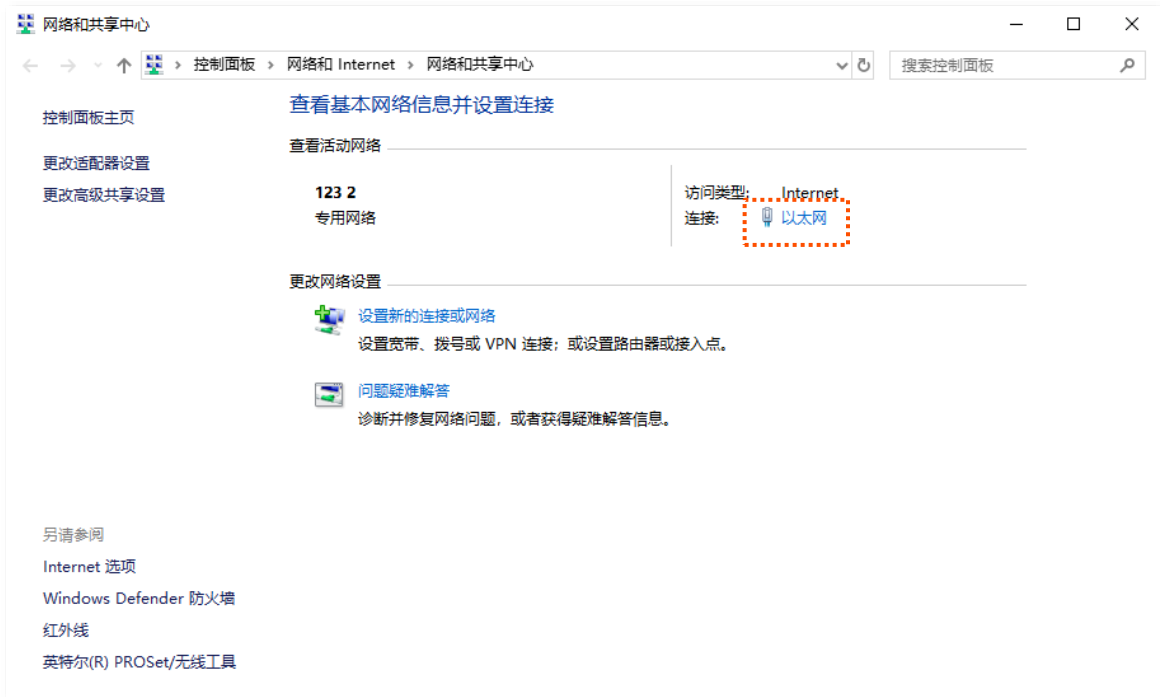 网络和共享中心
控制面板 › 网络和 Internet › 网络和共享中心
搜索控制面板
控制面板主页
更改适配器设置
更改高级共享设置
查看基本网络信息并设置连接
查看活动网络
123 2
专用网络
访问类型: Internet
连接: 以太网
更改网络设置
设置新的连接或网络
设置宽带、拨号或 VPN 连接；或设置路由器或接入点。
问题疑难解答
诊断并修复网络问题，或者获得疑难解答信息。
另请参阅
Internet 选项
Windows Defender 防火墙
红外线
英特尔(R) PROSet/无线工具